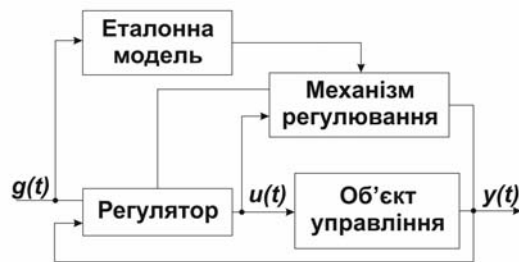 Еталонна
модель
Механізм
регулювання
g(t)
Регулятор
u(t)
Об'єкт
управління
y(t)